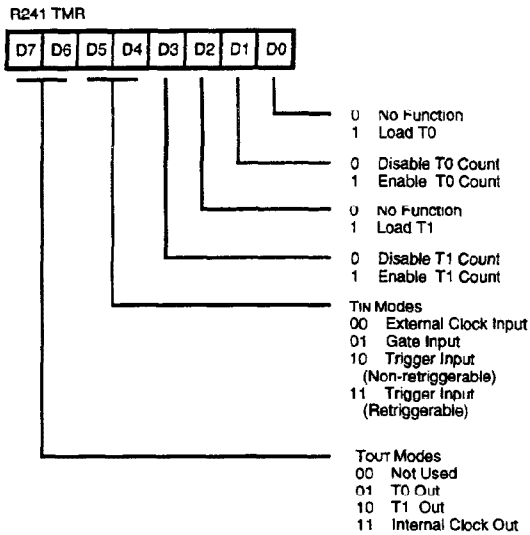 R241 TMR
D7 D6 D5 D4 D3 D2 D1 D0
0 No Function
1 Load T0
0 Disable T0 Count
1 Enable T0 Count
0 No Function
1 Load T1
0 Disable T1 Count
1 Enable T1 Count
TIN Modes
00 External Clock Input
01 Gate Input
10 Trigger Input
(Non-retriggerable)
11 Trigger Input
(Retriggerable)
TOUT Modes
00 Not Used
01 T0 Out
10 T1 Out
11 Internal Clock Out